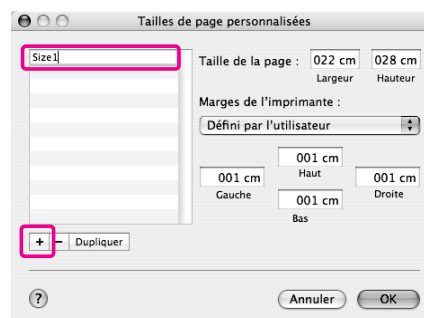 Tailles de page personnalisées
Size1
Taille de la page : 022 cm 028 cm
Largeur Hauteur
Marges de l'imprimante :
Défini par l'utilisateur
001 cm
Haut
001 cm 001 cm
Gauche Droite
001 cm
Bas
+ − Dupliquer
? Annuler OK